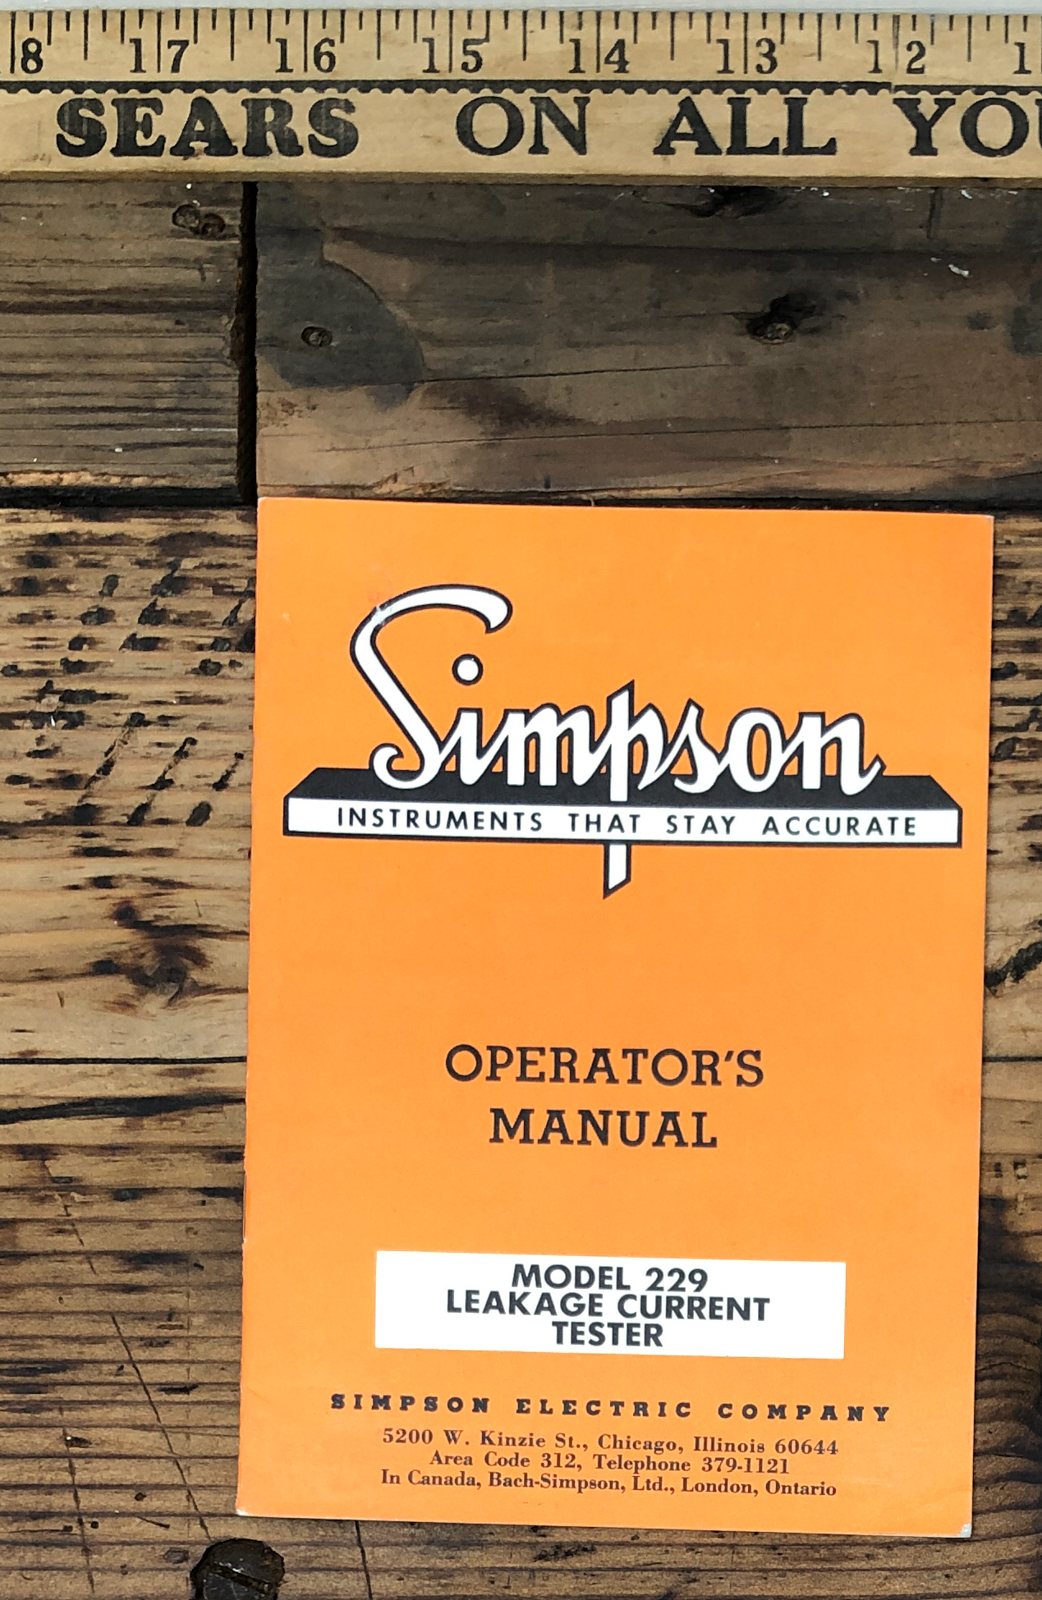 8 17 16 15 14 13 12 1
SEARS ON ALL YOU
Simpson
INSTRUMENTS THAT STAY ACCURATE
OPERATOR'S
MANUAL
MODEL 229
LEAKAGE CURRENT
TESTER
SIMPSON ELECTRIC COMPANY
5200 W. Kinzie St., Chicago, Illinois 60644
Area Code 312, Telephone 379-1121
In Canada, Bach-Simpson, Ltd., London, Ontario